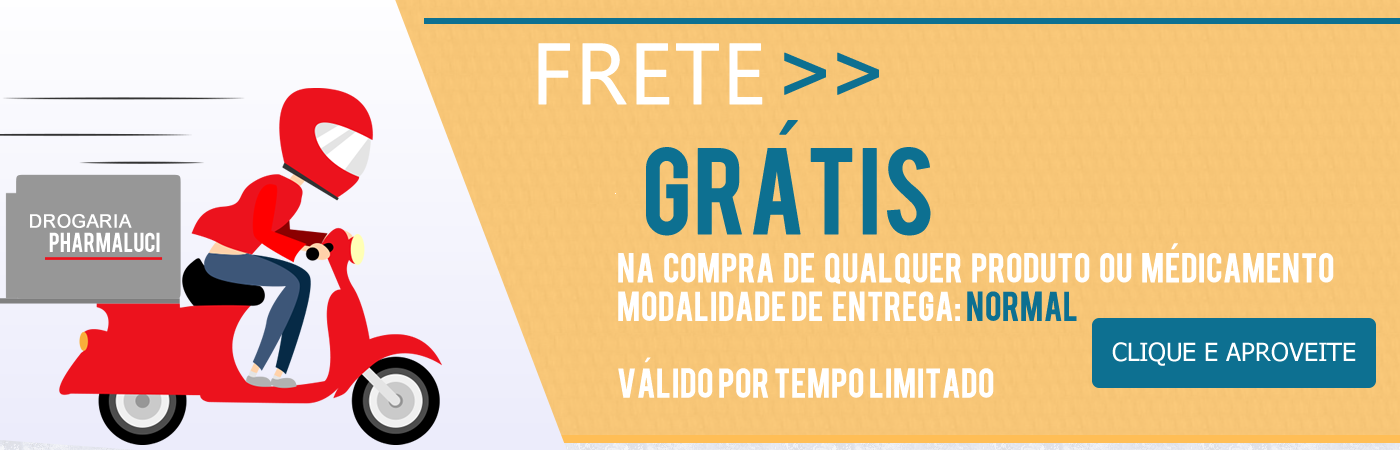 DROGARIA
PHARMALUCI
FRETE >>
GRÁTIS
NA COMPRA DE QUALQUER PRODUTO OU MÉDICAMENTO
MODALIDADE DE ENTREGA: NORMAL
CLIQUE E APROVEITE
VÁLIDO POR TEMPO LIMITADO